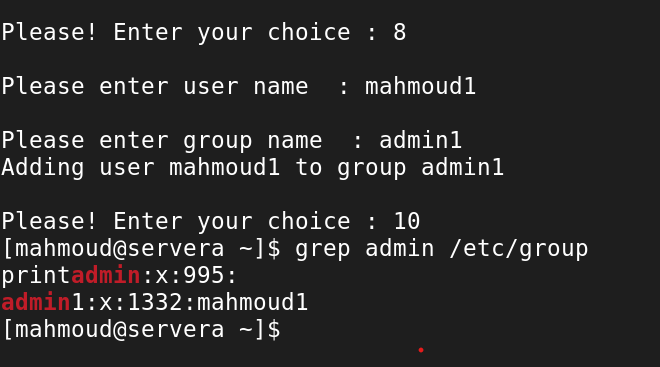 Please! Enter your choice : 8
Please enter user name  : mahmoud1
Please enter group name  : admin1
Adding user mahmoud1 to group admin1
Please! Enter your choice : 10
[mahmoud@servera ~]$ grep admin /etc/group
printadmin:x:995:
admin1:x:1332:mahmoud1
[mahmoud@servera ~]$